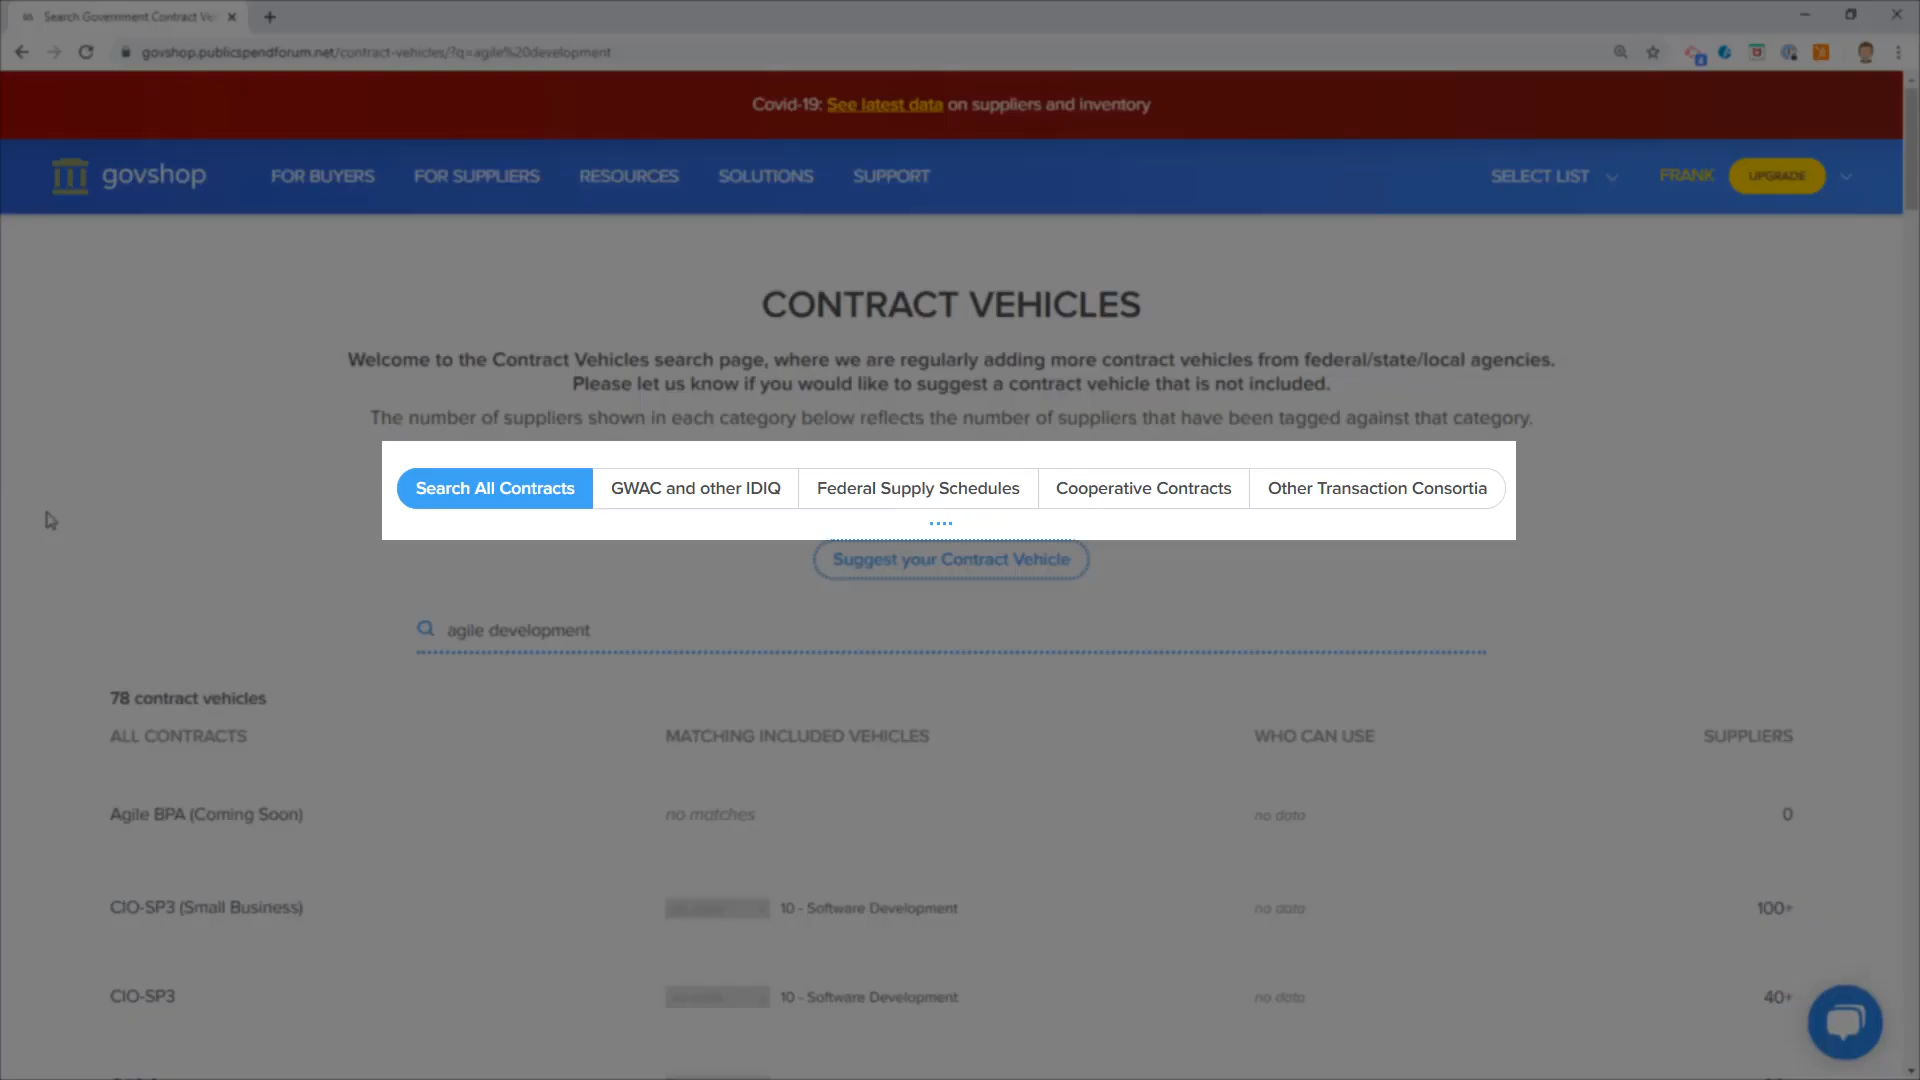 Search Government Contract Ve
govshop.publicspendforum.net/contract-vehicles/?q=agile%20development
Covid-19: See latest data on suppliers and inventory
govshop
FOR BUYERS
FOR SUPPLIERS
RESOURCES
SOLUTIONS
SUPPORT
SELECT LIST
FRANK
UPGRADE
CONTRACT VEHICLES
Welcome to the Contract Vehicles search page, where we are regularly adding more contract vehicles from federal/state/local agencies.
Please let us know if you would like to suggest a contract vehicle that is not included.
The number of suppliers shown in each category below reflects the number of suppliers that have been tagged against that category.
Search All Contracts
GWAC and other IDIQ
Federal Supply Schedules
Cooperative Contracts
Other Transaction Consortia
Suggest your Contract Vehicle
agile development
78 contract vehicles
ALL CONTRACTS
MATCHING INCLUDED VEHICLES
WHO CAN USE
SUPPLIERS
Agile BPA (Coming Soon)
no matches
no data
0
CIO-SP3 (Small Business)
10 - Software Development
no data
100+
CIO-SP3
10 - Software Development
no data
40+